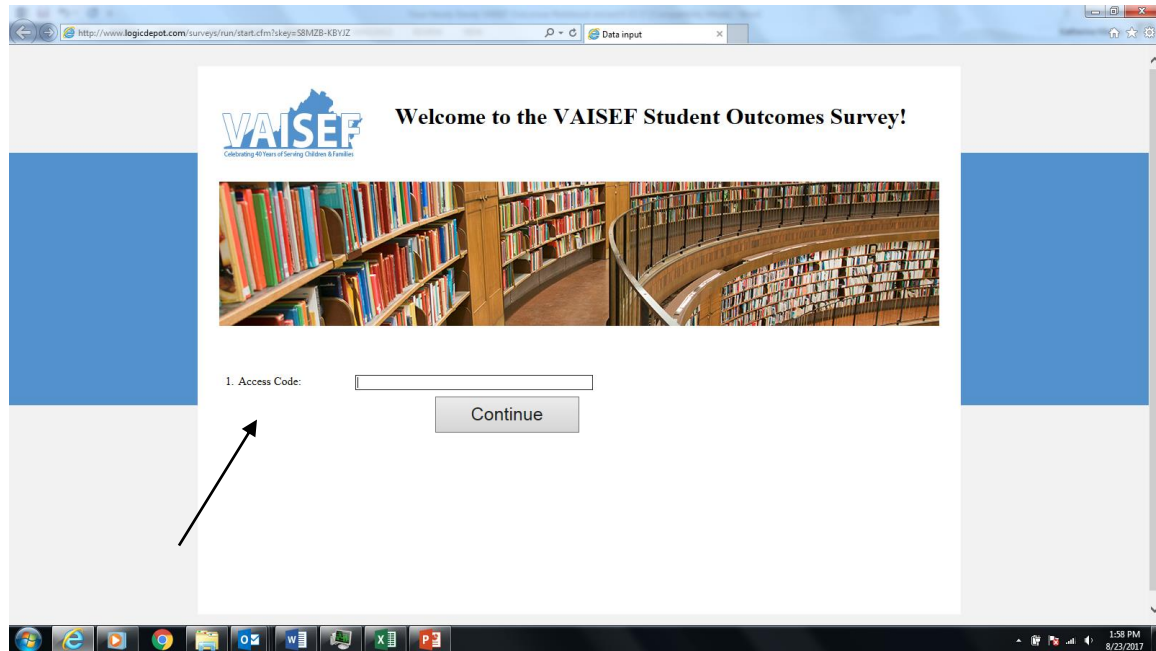 http://www.logicdepot.com/surveys/run/start.cfm?skey=S8MZB-KBYJZ
Data input
VAISEF
Celebrating 40 Years of Serving Children & Families
Welcome to the VAISEF Student Outcomes Survey!
1. Access Code:
Continue
1:58 PM
8/23/2017